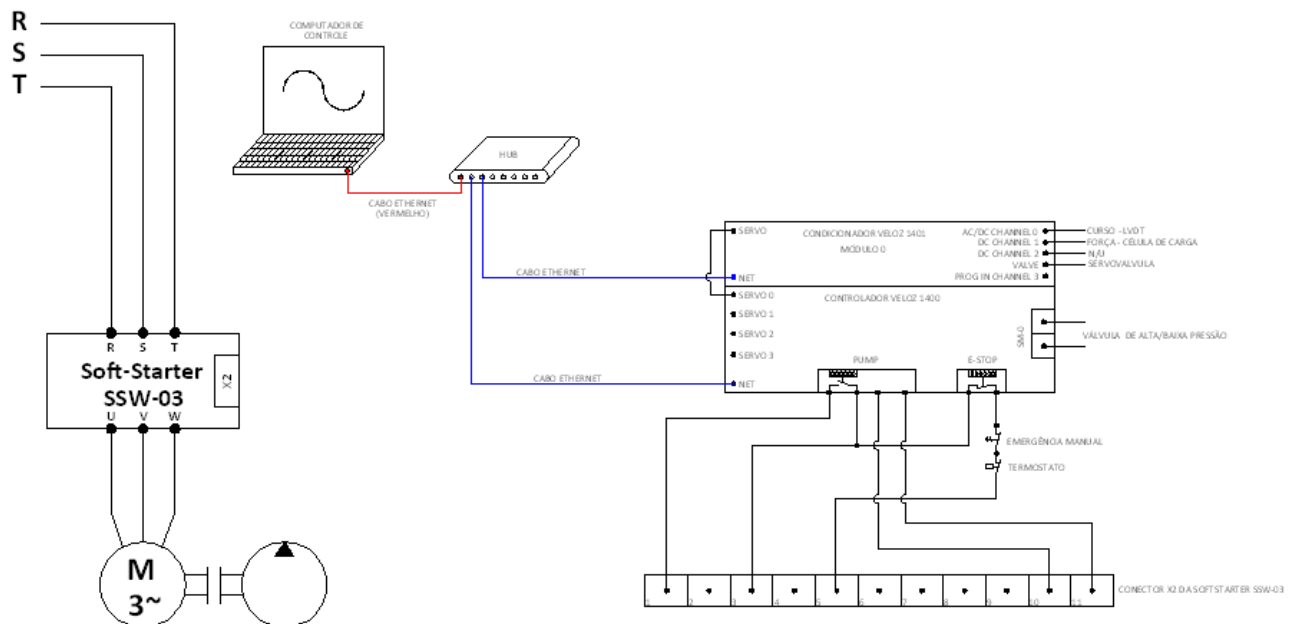 R
S
T
COMPUTADOR DE
CONTROLE
HUB
CABO ETHERNET
(VERMELHO)
SERVO
CONDICIONADOR VELOZ 1401
MÓDULO 0
AC/DC CHANNEL 0
DC CHANNEL 1
DC CHANNEL 2
VALVE
PROG IN CHANNEL 3
CURSO - LVDT
FORÇA - CÉLULA DE CARGA
N/U
SERVOVALVULA
CABO ETHERNET
NET
SERVO 0
CONTROLADOR VELOZ 1400
SERVO 1
SERVO 2
SERVO 3
NET
CABO ETHERNET
SM-0
VÁLVULA DE ALTA/BAIXA PRESSÃO
PUMP
E-STOP
R S T
Soft-Starter
SSW-03
X2
U V W
EMERGÊNCIA MANUAL
TERMOSTATO
M
3~
1 2 3 4 5 6 7 8 9 10 11
CONECTOR X2 DA SOFTSTARTER SSW-03